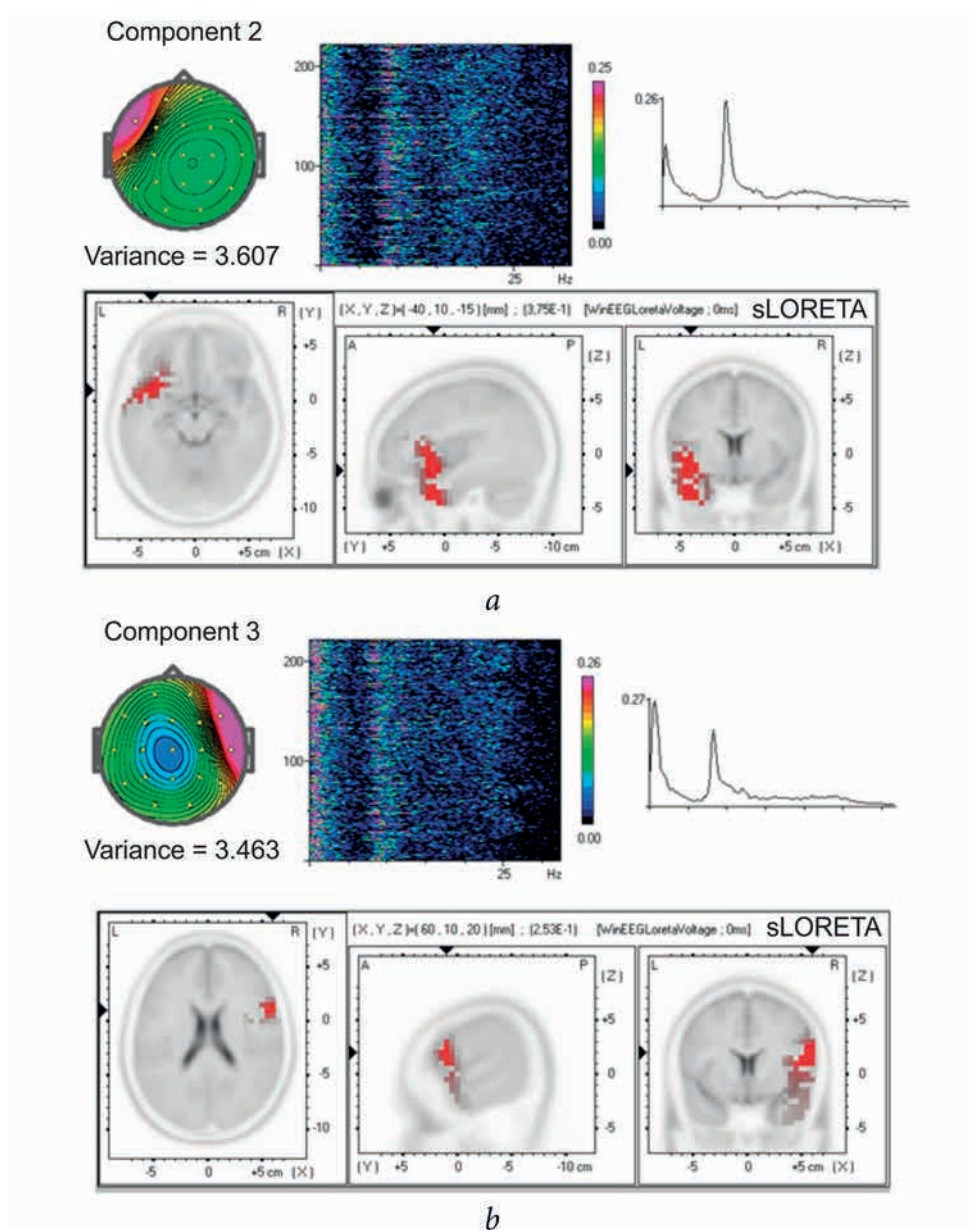 Component 2
200
100
25
Hz
0.25
0.00
0.26
Variance = 3.607
L R (Y)
+5
0
-5
-10
-5 0 +5 cm (X)
(X, Y, Z)=( -40 , 10 , -15 ) [mm] ; (3,75E-1) [WinEEGLoretaVoltage ; 0ms] sLORETA
A P (Z)
+5
0
-5
(Y) +5 0 -5 -10 cm
L R (Z)
+5
0
-5
-5 0 +5 cm (X)
a
Component 3
200
100
25
Hz
0.26
0.00
0.27
Variance = 3.463
L R (Y)
+5
0
-5
-10
-5 0 +5 cm (X)
(X, Y, Z)=( 60 , 10 , 20 ) [mm] ; (2,53E-1) [WinEEGLoretaVoltage ; 0ms] sLORETA
A P (Z)
+5
0
-5
(Y) +5 0 -5 -10 cm
L R (Z)
+5
0
-5
-5 0 +5 cm (X)
b